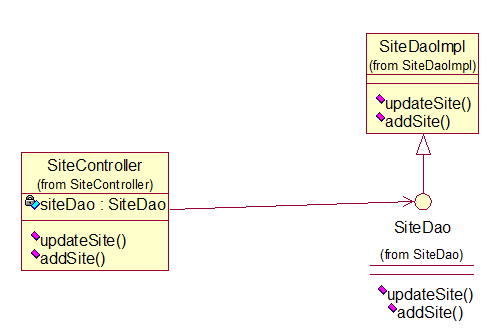 SiteDaoImpl
(from SiteDaoImpl)
updateSite()
addSite()
SiteController
(from SiteController)
siteDao : SiteDao
updateSite()
addSite()
SiteDao
(from SiteDao)
updateSite()
addSite()